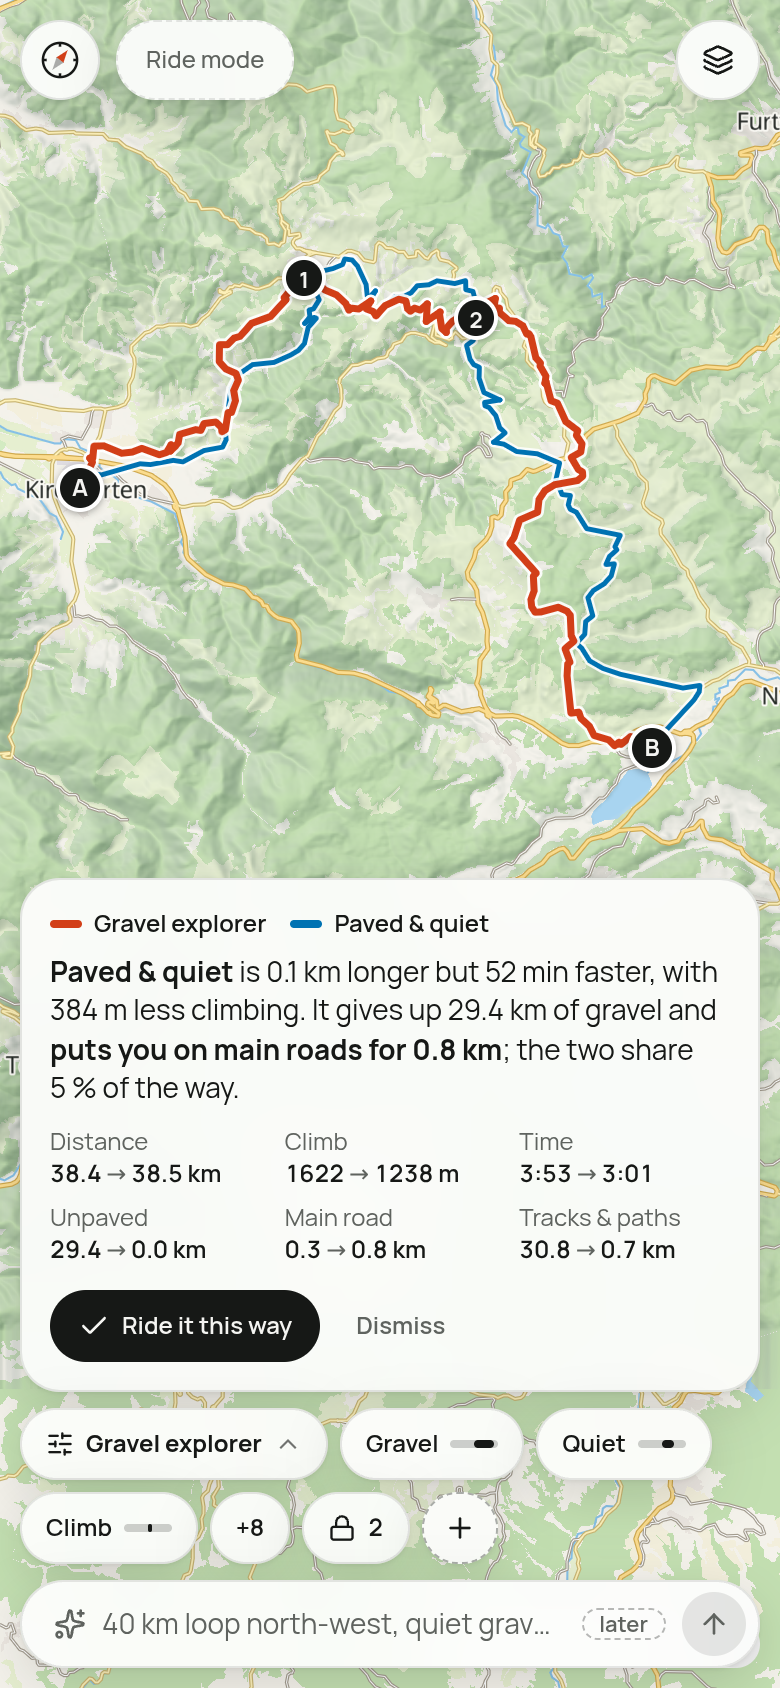 Ride mode
Furt
1
2
A
Kir
rten
N
B
Gravel explorer
Paved & quiet
Paved & quiet is 0.1 km longer but 52 min faster, with
384 m less climbing. It gives up 29.4 km of gravel and
puts you on main roads for 0.8 km; the two share
5 % of the way.
T
Distance
Climb
Time
38.4 → 38.5 km
1622 → 1238 m
3:53 → 3:01
Unpaved
Main road
Tracks & paths
29.4 → 0.0 km
0.3 → 0.8 km
30.8 → 0.7 km
Ride it this way
Dismiss
Gravel explorer
Gravel
Quiet
Climb
+8
2
40 km loop north-west, quiet grav...
later